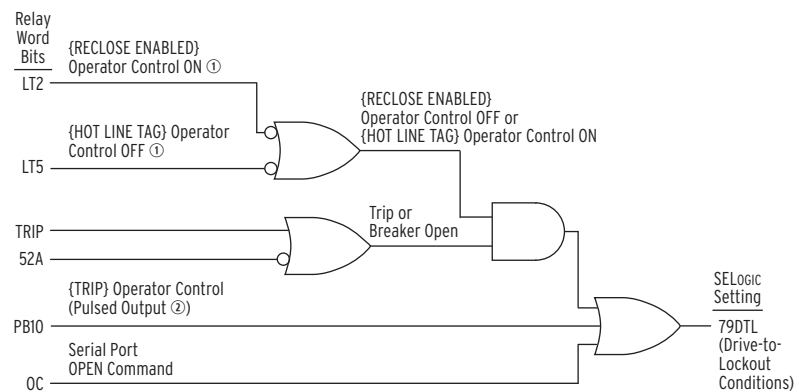 Relay
Word
Bits
{RECLOSE ENABLED}
Operator Control ON ①
LT2
{RECLOSE ENABLED}
Operator Control OFF or
{HOT LINE TAG} Operator Control ON
{HOT LINE TAG} Operator
Control OFF ①
LT5
TRIP
Trip or
Breaker Open
52A
{TRIP} Operator Control
(Pulsed Output ②)
PB10
SELOGIC
Setting
79DTL
(Drive-to-
Lockout
Conditions)
Serial Port
OPEN Command
OC